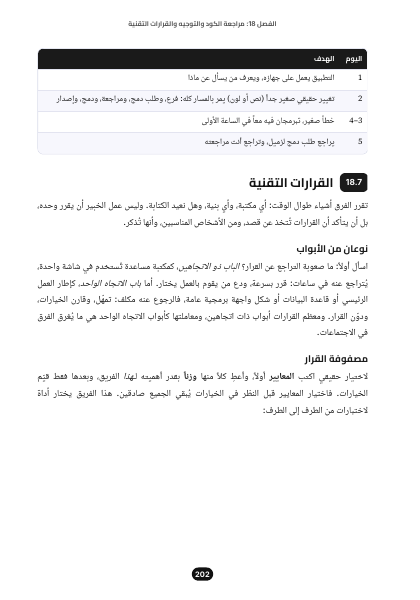 الفصل 18: مراجعة الكود والتوجيه والقرارات التقنية
اليوم الهدف
1 التطبيق يعمل على جهازه، ويعرف من يسأل عن ماذا
2 تغيير حقيقي صغير جداً (نص أو لون) يمر بالمسار كله: فرع، وطلب دمج، ومراجعة، ودمج، وإصدار
3–4 خطأ صغير، تبرمجان فيه معاً في الساعة الأولى
5 يراجع طلب دمج لزميل، وتراجع أنت مراجعته
18.7 القرارات التقنية
تقرر الفرق أشياء طوال الوقت: أي مكتبة، وأي بنية، وهل نعيد الكتابة. وليس عمل الخبير أن يقرر وحده،
بل أن يتأكد أن القرارات تُتخذ عن قصد، ومن الأشخاص المناسبين، وأنها تُذكر.
نوعان من الأبواب
اسأل أولاً: ما صعوبة التراجع عن القرار؟ الباب ذو الاتجاهين، كمكتبة مساعدة تُستخدم في شاشة واحدة،
يُتراجع عنه في ساعات: قرر بسرعة، ودع من يقوم بالعمل يختار. أما باب الاتجاه الواحد، كإطار العمل
الرئيسي أو قاعدة البيانات أو شكل واجهة برمجية عامة، فالرجوع عنه مكلف: تمهّل، وقارن الخيارات،
ودوّن القرار. ومعظم القرارات أبواب ذات اتجاهين، ومعاملتها كأبواب الاتجاه الواحد هي ما يُغرق الفرق
في الاجتماعات.
مصفوفة القرار
لاختيار حقيقي اكتب المعايير أولاً، وأعطِ كلاً منها وزناً بقدر أهميته لهذا الفريق، وبعدها فقط قيّم
الخيارات. فاختيار المعايير قبل النظر في الخيارات يُبقي الجميع صادقين. هذا الفريق يختار أداة
لاختبارات من الطرف إلى الطرف:
202